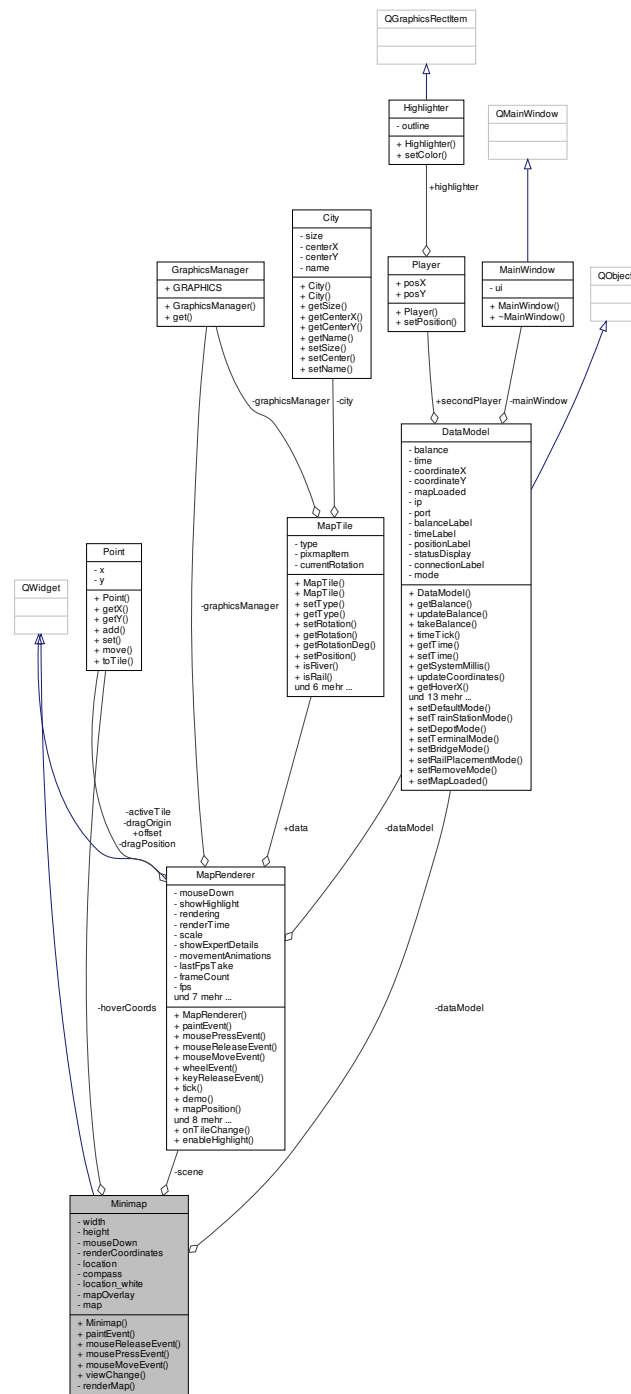 QGraphicsRectItem
Highlighter
- outline
+ Highlighter()
+ setColor()
QMainWindow
+highlighter
City
- size
- centerX
- centerY
- name
+ City()
+ City()
+ getSize()
+ getCenterX()
+ getCenterY()
+ getName()
+ setSize()
+ setCenter()
+ setName()
GraphicsManager
+ GRAPHICS
+ GraphicsManager()
+ get()
Player
+ posX
+ posY
+ Player()
+ setPosition()
MainWindow
- ui
+ MainWindow()
+ ~MainWindow()
QObject
-graphicsManager
-city
+secondPlayer
-mainWindow
DataModel
- balance
- time
- coordinateX
- coordinateY
- mapLoaded
- ip
- port
- balanceLabel
- timeLabel
- positionLabel
- statusDisplay
- connectionLabel
- mode
+ DataModel()
+ getBalance()
+ updateBalance()
+ takeBalance()
+ timeTick()
+ getTime()
+ setTime()
+ getSystemMillis()
+ updateCoordinates()
+ getHoverX()
und 13 mehr ...
+ setDefaultMode()
+ setTrainStationMode()
+ setDepotMode()
+ setTerminalMode()
+ setBridgeMode()
+ setRailPlacementMode()
+ setRemoveMode()
+ setMapLoaded()
MapTile
- type
- pixmapItem
- currentRotation
+ MapTile()
+ MapTile()
+ setType()
+ getType()
+ setRotation()
+ getRotation()
+ getRotationDeg()
+ setPosition()
+ isRiver()
+ isRail()
und 6 mehr ...
Point
- x
- y
+ Point()
+ getX()
+ getY()
+ add()
+ set()
+ move()
+ toTile()
QWidget
-graphicsManager
-activeTile
-dragOrigin
+offset
-dragPosition
+data
-dataModel
MapRenderer
- mouseDown
- showHighlight
- rendering
- renderTime
- scale
- showExpertDetails
- movementAnimations
- lastFpsTake
- frameCount
- fps
und 7 mehr ...
+ MapRenderer()
+ paintEvent()
+ mousePressEvent()
+ mouseReleaseEvent()
+ mouseMoveEvent()
+ wheelEvent()
+ keyReleaseEvent()
+ tick()
+ demo()
+ mapPosition()
und 8 mehr ...
+ onTileChange()
+ enableHighlight()
-hoverCoords
-dataModel
-scene
Minimap
- width
- height
- mouseDown
- renderCoordinates
- location
- compass
- location_white
- mapOverlay
- map
+ Minimap()
+ paintEvent()
+ mouseReleaseEvent()
+ mousePressEvent()
+ mouseMoveEvent()
+ viewChange()
- renderMap()